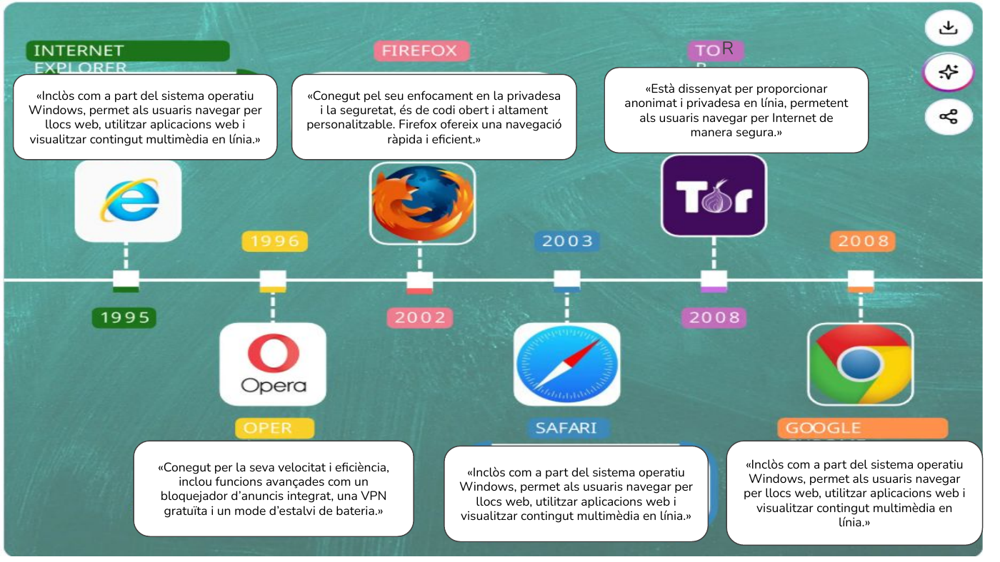 INTERNET
EXPLORER
«Inclòs com a part del sistema operatiu
Windows, permet als usuaris navegar per
llocs web, utilitzar aplicacions web i
visualitzar contingut multimèdia en línia.»
FIREFOX
«Conegut pel seu enfocament en la privadesa
i la seguretat, és de codi obert i altament
personalitzable. Firefox ofereix una navegació
ràpida i eficient.»
TOR
R
«Està dissenyat per proporcionar
anonimat i privadesa en línia, permetent
als usuaris navegar per Internet de
manera segura.»
Tor
1996
2003
2008
1995
2002
2008
Opera
OPER
«Conegut per la seva velocitat i eficiència,
inclou funcions avançades com un
bloquejador d’anuncis integrat, una VPN
gratuïta i un mode d’estalvi de bateria.»
SAFARI
«Inclòs com a part del sistema operatiu
Windows, permet als usuaris navegar per
llocs web, utilitzar aplicacions web i
visualitzar contingut multimèdia en línia.»
GOOGLE
«Inclòs com a part del sistema operatiu
Windows, permet als usuaris navegar
per llocs web, utilitzar aplicacions web i
visualitzar contingut multimèdia en
línia.»